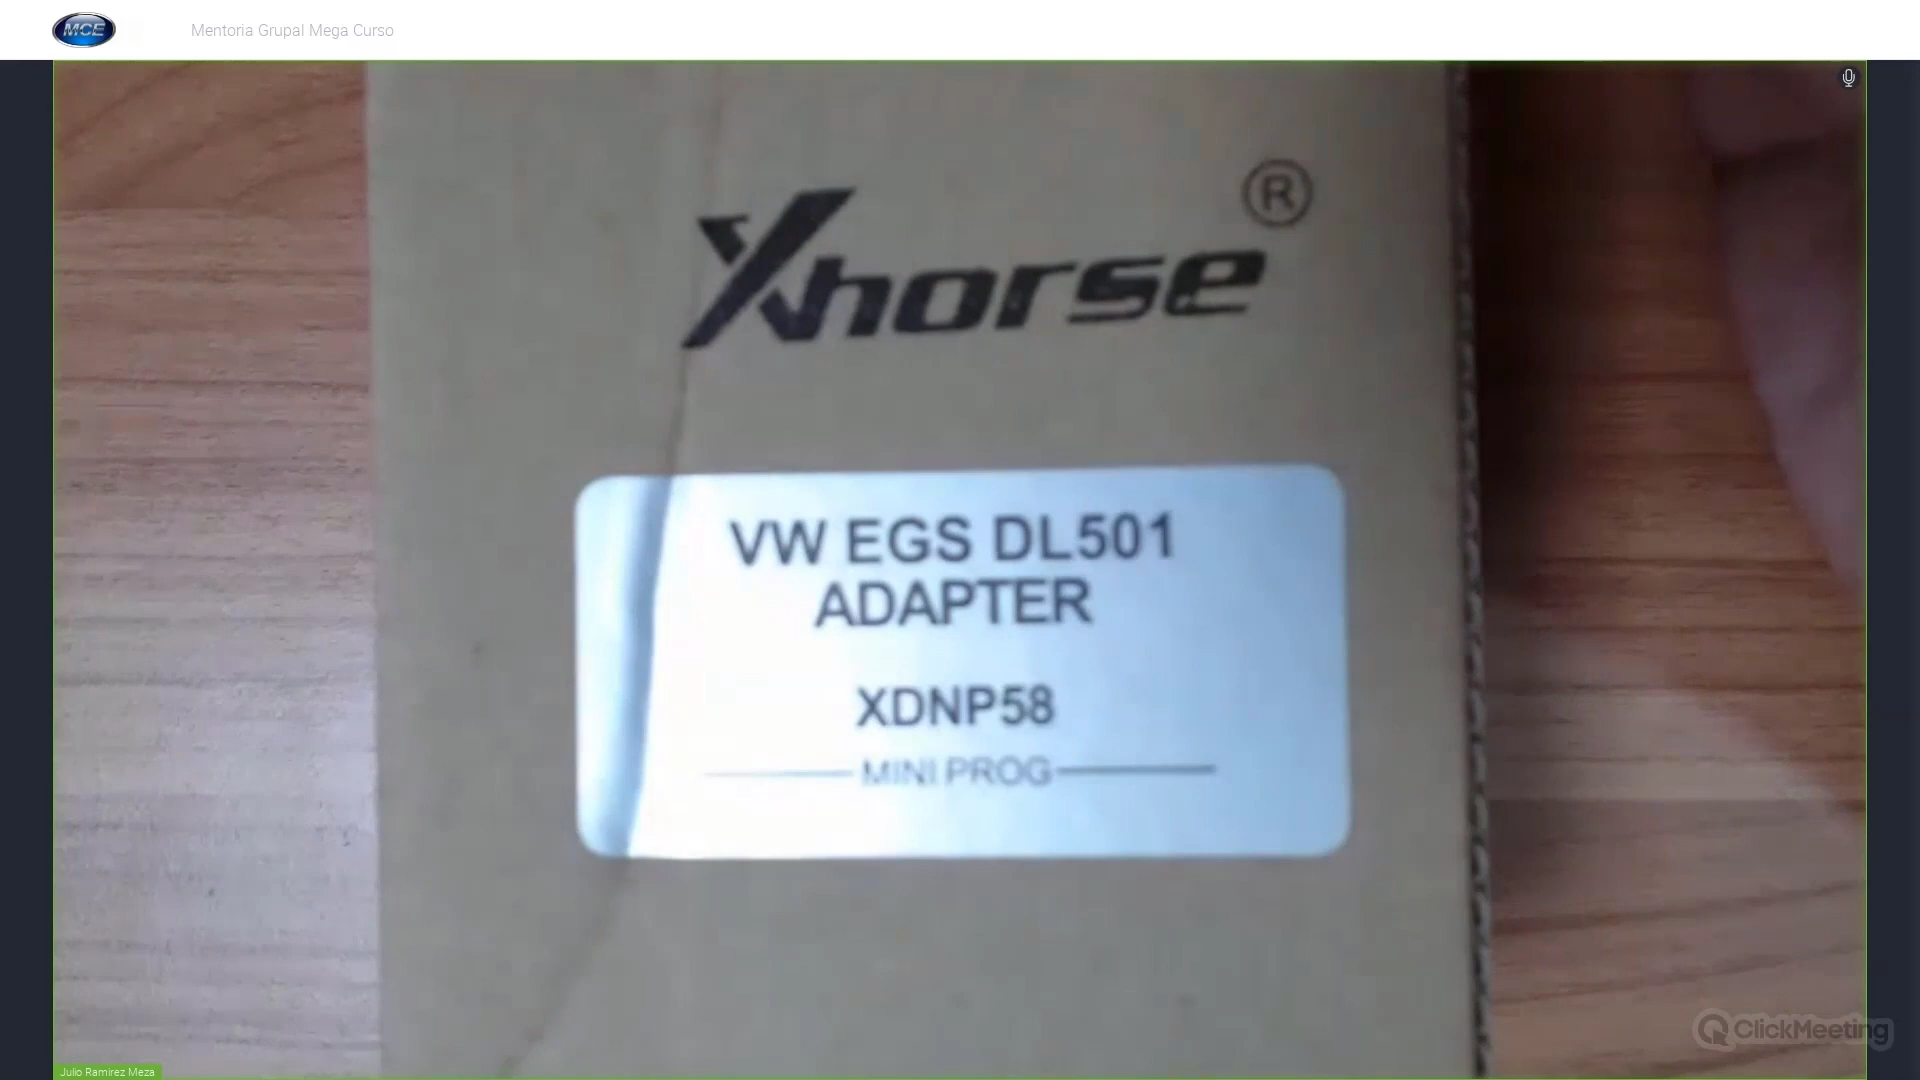 MCE
Mentoria Grupal Mega Curso
Xhorse ®
VW EGS DL501
ADAPTER
XDNP58
MINI PROG
ClickMeeting
Julio Ramirez Meza